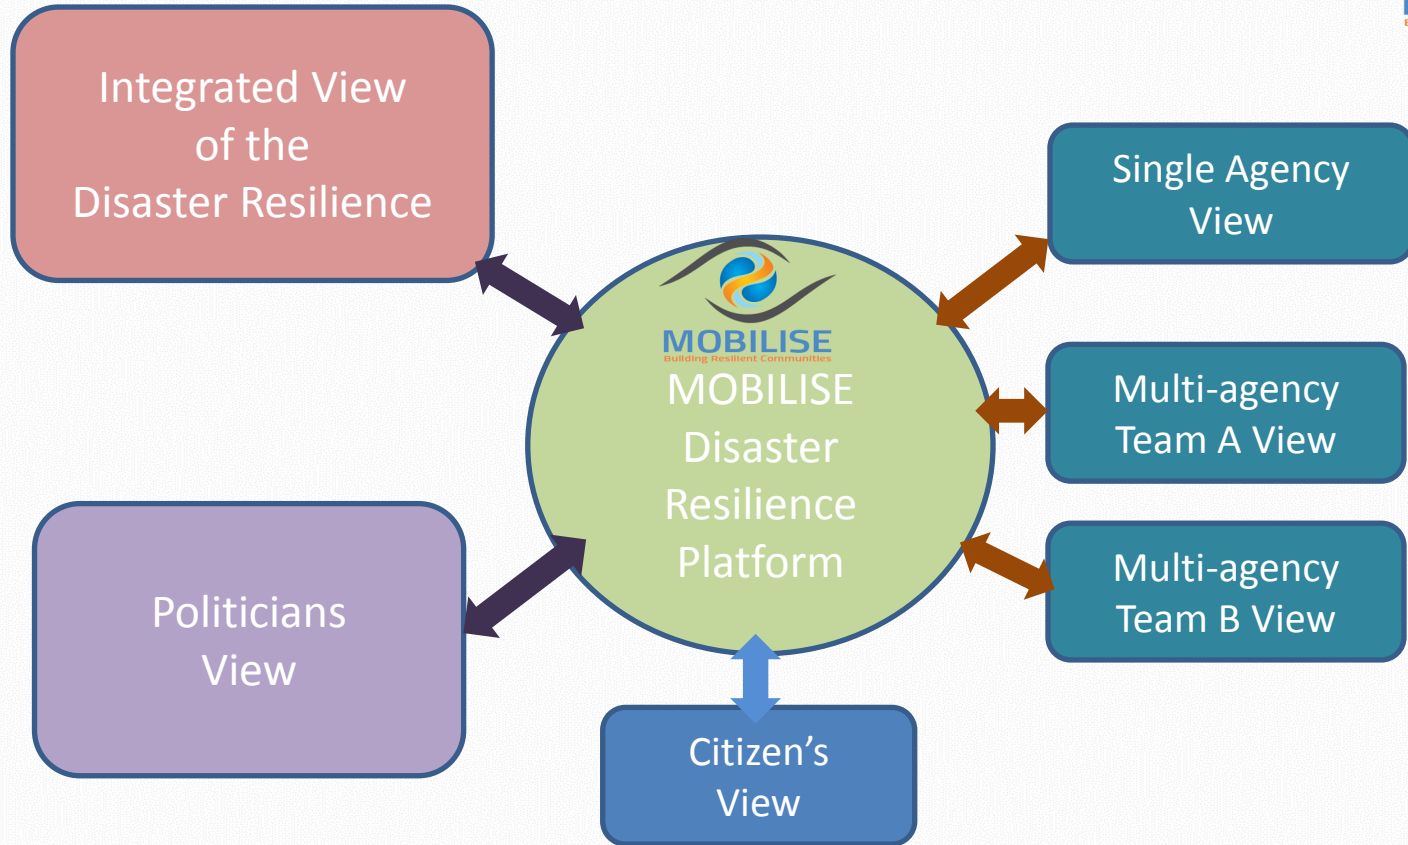 Integrated View
of the
Disaster Resilience
Single Agency
View
MOBILISE
Building Resilient Communities
MOBILISE
Disaster
Resilience
Platform
Multi-agency
Team A View
Multi-agency
Team B View
Politicians
View
Citizen’s
View